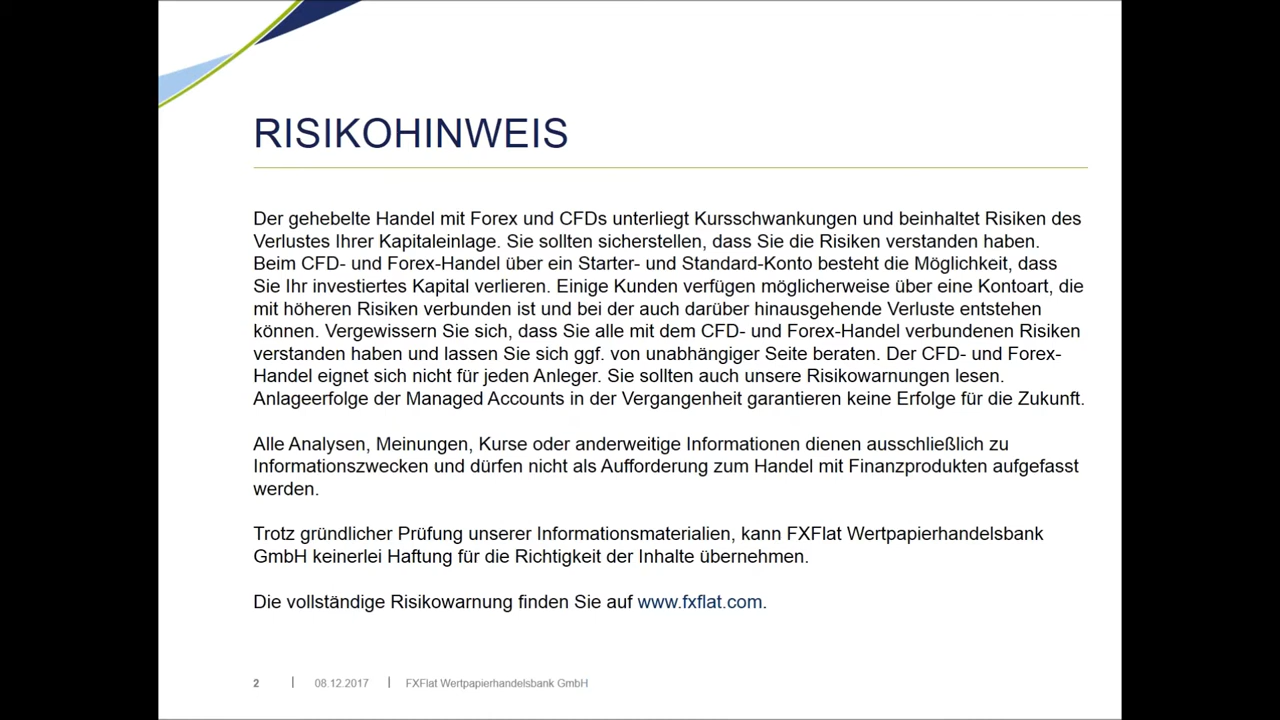 RISIKOHINWEIS
Der gehebelte Handel mit Forex und CFDs unterliegt Kursschwankungen und beinhaltet Risiken des
Verlustes Ihrer Kapitaleinlage. Sie sollten sicherstellen, dass Sie die Risiken verstanden haben.
Beim CFD- und Forex-Handel über ein Starter- und Standard-Konto besteht die Möglichkeit, dass
Sie Ihr investiertes Kapital verlieren. Einige Kunden verfügen möglicherweise über eine Kontoart, die
mit höheren Risiken verbunden ist und bei der auch darüber hinausgehende Verluste entstehen
können. Vergewissern Sie sich, dass Sie alle mit dem CFD- und Forex-Handel verbundenen Risiken
verstanden haben und lassen Sie sich ggf. von unabhängiger Seite beraten. Der CFD- und Forex-
Handel eignet sich nicht für jeden Anleger. Sie sollten auch unsere Risikowarnungen lesen.
Anlageerfolge der Managed Accounts in der Vergangenheit garantieren keine Erfolge für die Zukunft.
Alle Analysen, Meinungen, Kurse oder anderweitige Informationen dienen ausschließlich zu
Informationszwecken und dürfen nicht als Aufforderung zum Handel mit Finanzprodukten aufgefasst
werden.
Trotz gründlicher Prüfung unserer Informationsmaterialien, kann FXFlat Wertpapierhandelsbank
GmbH keinerlei Haftung für die Richtigkeit der Inhalte übernehmen.
Die vollständige Risikowarnung finden Sie auf www.fxflat.com.
2 | 08.12.2017 | FXFlat Wertpapierhandelsbank GmbH